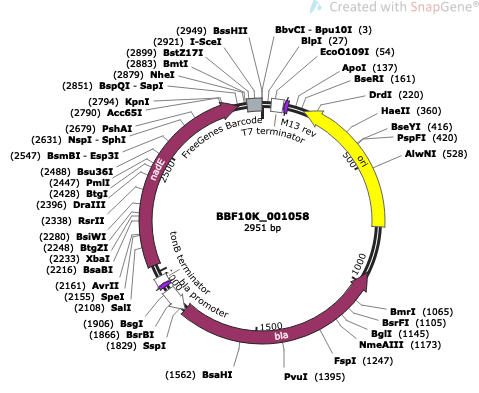 Created with SnapGene®
(2949) BssHII
(2921) I-SceI
(2899) BstZ17I
(2883) BmtI
(2879) NheI
(2851) BspQI - SapI
(2794) KpnI
(2790) Acc65I
(2679) PshAI
(2631) NspI - SphI
(2547) BsmBI - Esp3I
(2488) Bsu36I
(2447) PmlI
(2428) BtgI
(2396) DraIII
(2338) RsrII
(2280) BsiWI
(2248) BtgZI
(2233) XbaI
(2216) BsaBI
(2161) AvrII
(2155) SpeI
(2108) SalI
(1906) BsgI
(1866) BsrBI
(1829) SspI
(1562) BsaHI
BbvCI - Bpu10I (3)
BlpI (27)
EcoO109I (54)
ApoI (137)
BseRI (161)
DrdI (220)
HaeII (360)
BseYI (416)
PspFI (420)
AlwNI (528)
BmrI (1065)
BsrFI (1105)
BglI (1145)
NmeAIII (1173)
FspI (1247)
PvuI (1395)
FreeGenes Barcode
T7 terminator
M13 rev
ori
500
1000
1500
2500
nadE
tonB terminator
bla promoter
bla
BBF10K_001058
2951 bp